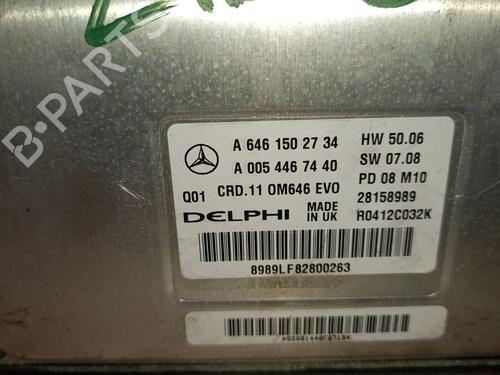 B-PARTS
A 646 150 27 34 HW 50.06
A 005 446 74 40 SW 07.08
Q01 CRD.11 OM646 EVO PD 08 M10
DELPHI MADE IN UK 28158989
R0412C032K
8989LF82800263